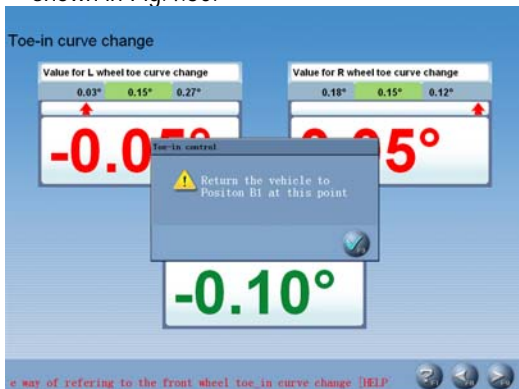 Toe-in curve change
Value for L wheel toe curve change
Value for R wheel toe curve change
0.03° 0.15° 0.27°
0.18° 0.15° 0.12°
Toe-in control
Return the vehicle to
Positon B1 at this point
-0.10°
e way of refering to the front wheel toe_in curve change [HELP